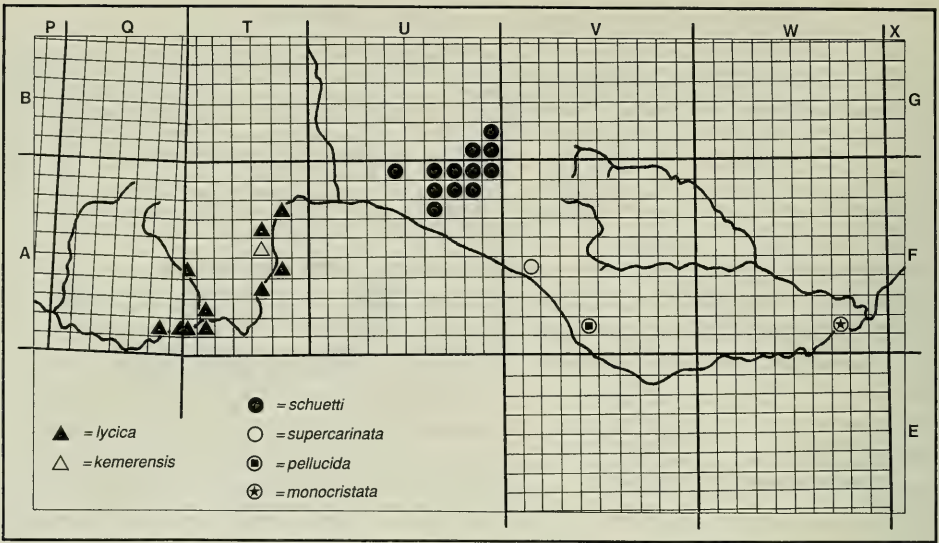 P Q T U V W X
B G
A F
E
= lycica
= kemerensis
= schuetti
= supercarinata
= pellucida
= monocristata